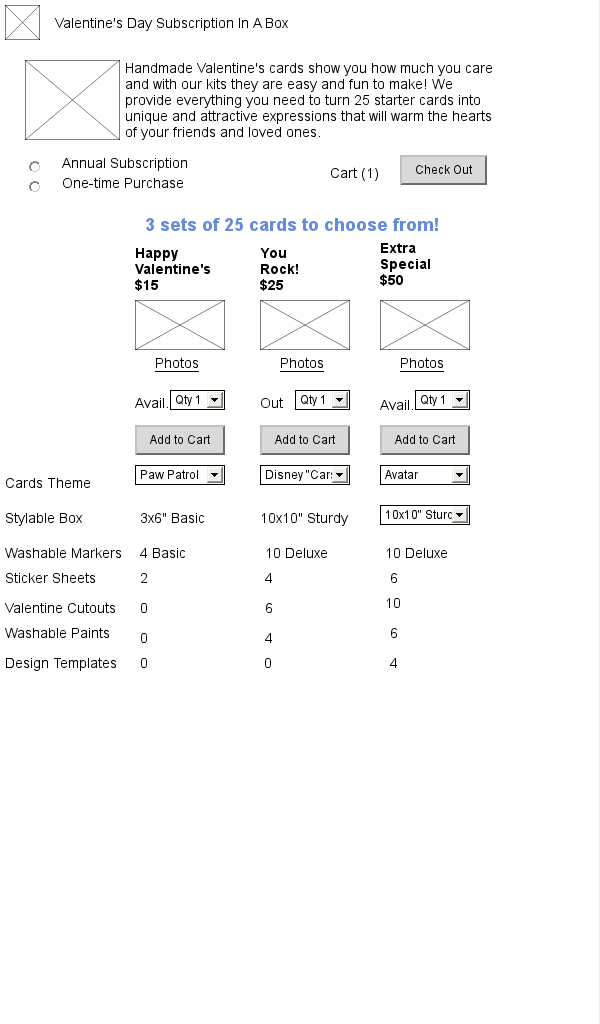 Valentine's Day Subscription In A Box
Handmade Valentine's cards show you how much you care
and with our kits they are easy and fun to make! We
provide everything you need to turn 25 starter cards into
unique and attractive expressions that will warm the hearts
of your friends and loved ones.
Annual Subscription
One-time Purchase
Cart (1)
Check Out
3 sets of 25 cards to choose from!
Happy
Valentine's
$15
You
Rock!
$25
Extra
Special
$50
Photos
Photos
Photos
Avail. Qty 1
Out Qty 1
Avail. Qty 1
Add to Cart
Add to Cart
Add to Cart
Cards Theme Paw Patrol Disney "Cars Avatar
Stylable Box 3x6" Basic 10x10" Sturdy 10x10" Sturd
Washable Markers 4 Basic 10 Deluxe 10 Deluxe
Sticker Sheets 2 4 6
Valentine Cutouts 0 6 10
Washable Paints 0 4 6
Design Templates 0 0 4